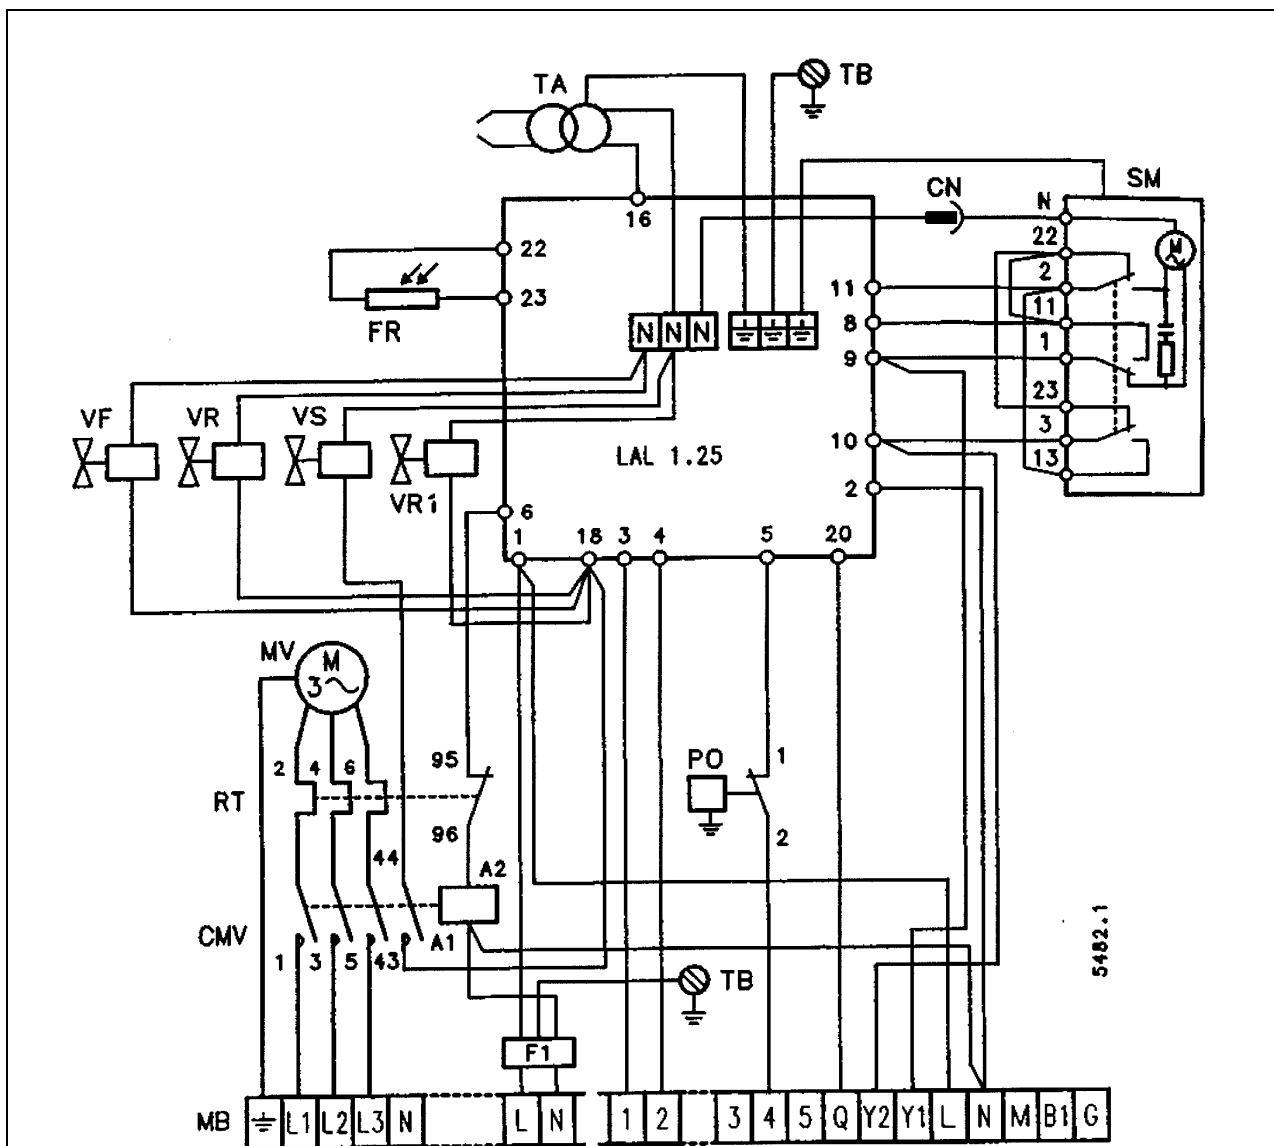 TA
TB
SM
CN
N
16
22
22
M
2
23
11
11
FR
N N N
8
1
9
23
VF
VR
VS
10
3
LAL 1.25
13
VR1
2
6
1
18
3
4
5
20
MV
M
3
95
PO
1
2
4
6
RT
96
2
44
A2
CMV
A1
1
3
5
43
5482.1
TB
F1
MB
L1
L2
L3
N
L
N
1
2
3
4
5
Q
Y2
Y1
L
N
M
B1
G